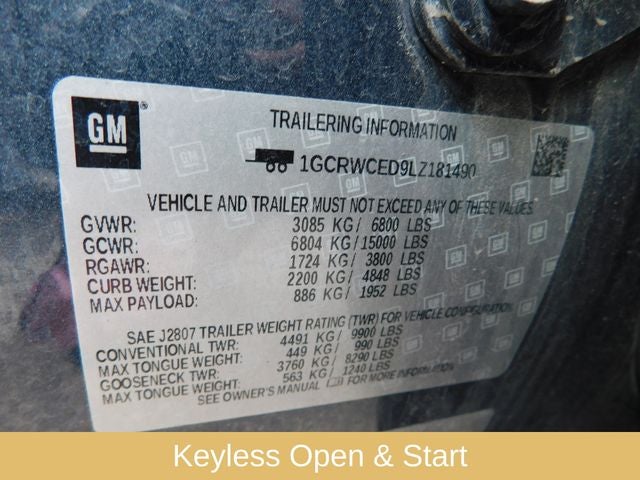 GM
TRAILERING INFORMATION
1GCRWCED9LZ181490
VEHICLE AND TRAILER MUST NOT EXCEED ANY OF THESE VALUES.
GVWR: 3085 KG/ 6800 LBS
GCWR: 6804 KG/15000 LBS
RGAWR: 1724 KG/ 3800 LBS
CURB WEIGHT: 2200 KG/ 4848 LBS
MAX PAYLOAD: 886 KG/ 1952 LBS
SAE J2807 TRAILER WEIGHT RATING (TWR) FOR VEHICLE CONFIGURATION
CONVENTIONAL TWR: 4491 KG/ 9900 LBS
MAX TONGUE WEIGHT: 449 KG/ 990 LBS
GOOSENECK TWR: 3760 KG/ 8290 LBS
MAX TONGUE WEIGHT: 563 KG/ 1240 LBS
SEE OWNER'S MANUAL FOR MORE INFORMATION
Keyless Open & Start